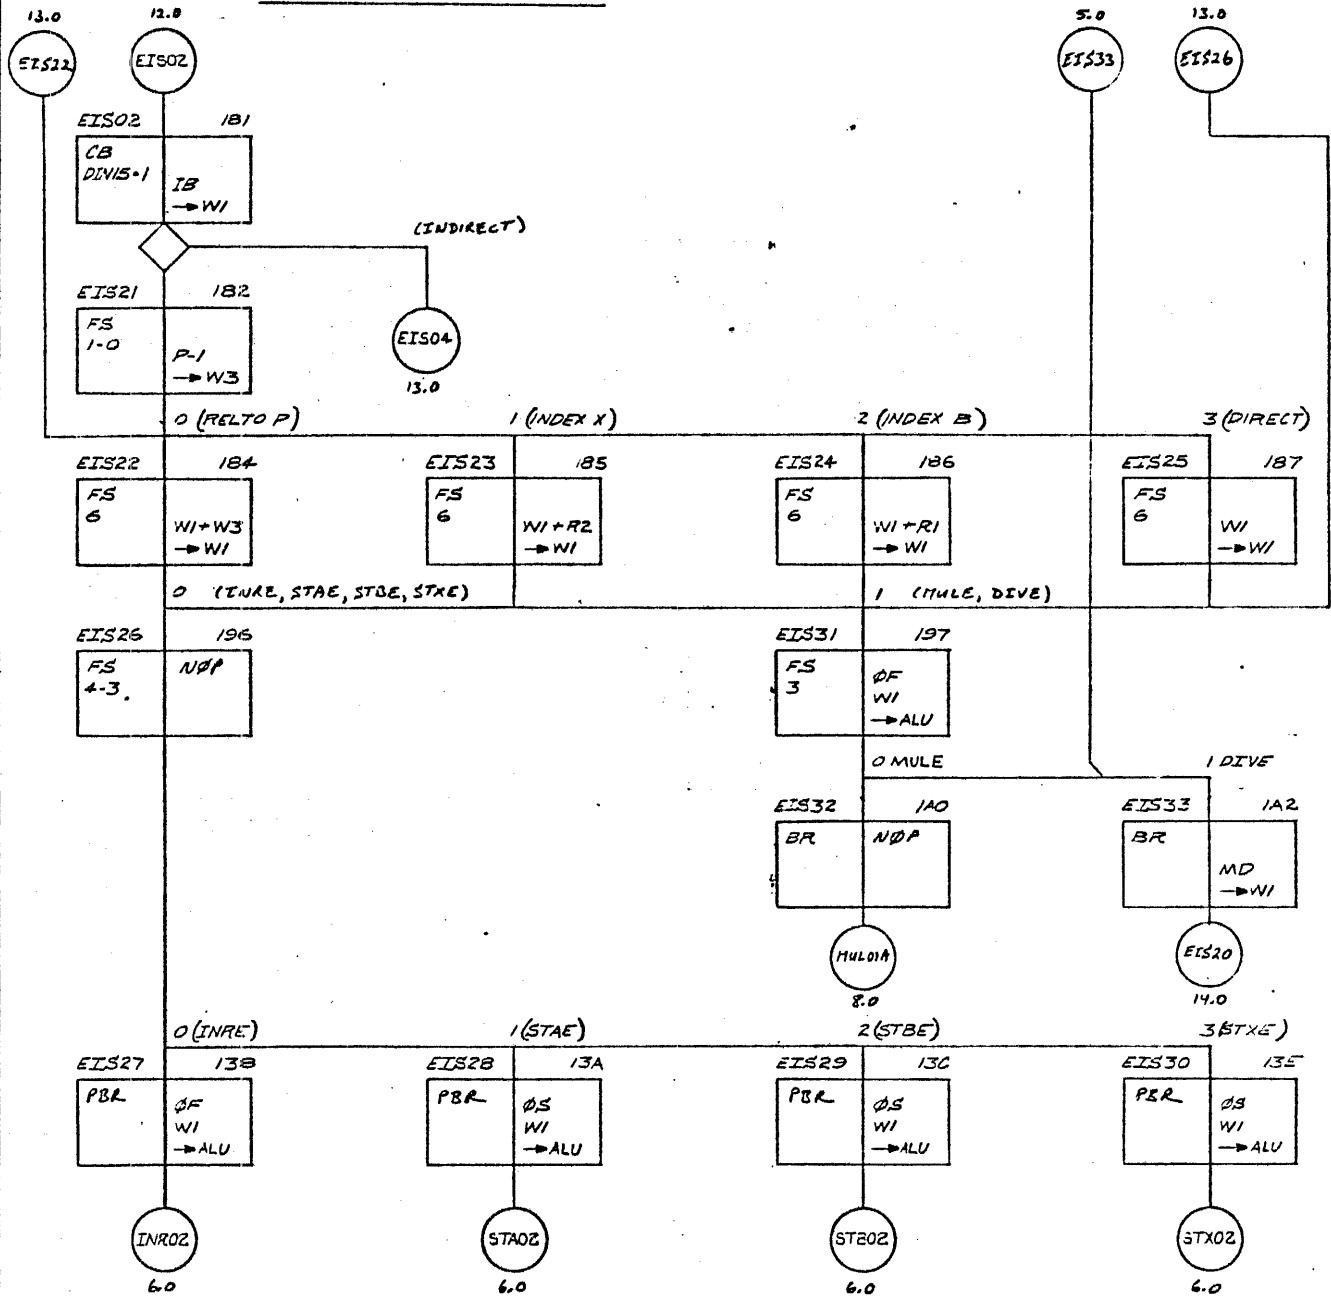 13.0 12.0 5.0 13.0
EIS22 EIS02 EIS33 EIS26
EIS02 181
CB
DIV15·1
IB
→ W1
(INDIRECT)
EIS21 182
FS
1-0
P-1
→ W3
EIS04
13.0
0 (RELTO P) 1 (INDEX X) 2 (INDEX B) 3 (DIRECT)
EIS22 184 EIS23 185 EIS24 186 EIS25 187
FS FS FS FS
6 6 6 6
W1+W3 W1+R2 W1+R1 W1
→ W1 → W1 → W1 → W1
0 (INRE, STAE, STBE, STXE) 1 (MULE, DIVE)
EIS26 196 EIS31 197
FS NØP FS
4-3 3
ØF
W1
→ ALU
0 MULE 1 DIVE
EIS32 1A0 EIS33 1A2
BR NØP BR
MD
→ W1
MUL01A EIS20
8.0 14.0
0 (INRE) 1 (STAE) 2 (STBE) 3 (STXE)
EIS27 138 EIS28 13A EIS29 13C EIS30 13E
PBR PBR PBR PBR
ØF ØS ØS ØS
W1 W1 W1 W1
→ ALU → ALU → ALU → ALU
INR02 STA02 STB02 STX02
6.0 6.0 6.0 6.0